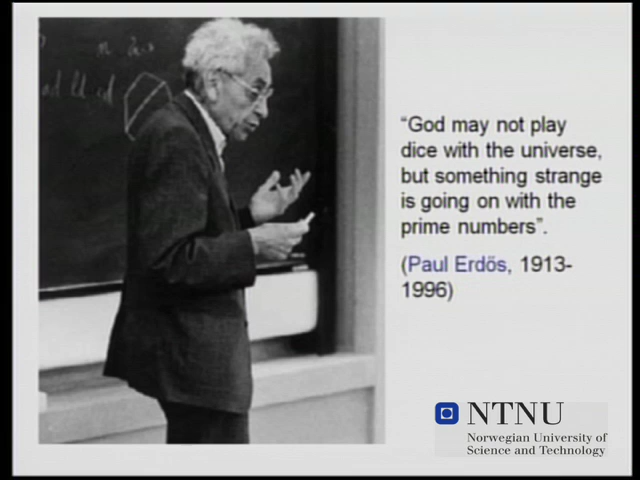 “God may not play
dice with the universe,
but something strange
is going on with the
prime numbers”.
(Paul Erdös, 1913-
1996)
NTNU
Norwegian University of
Science and Technology